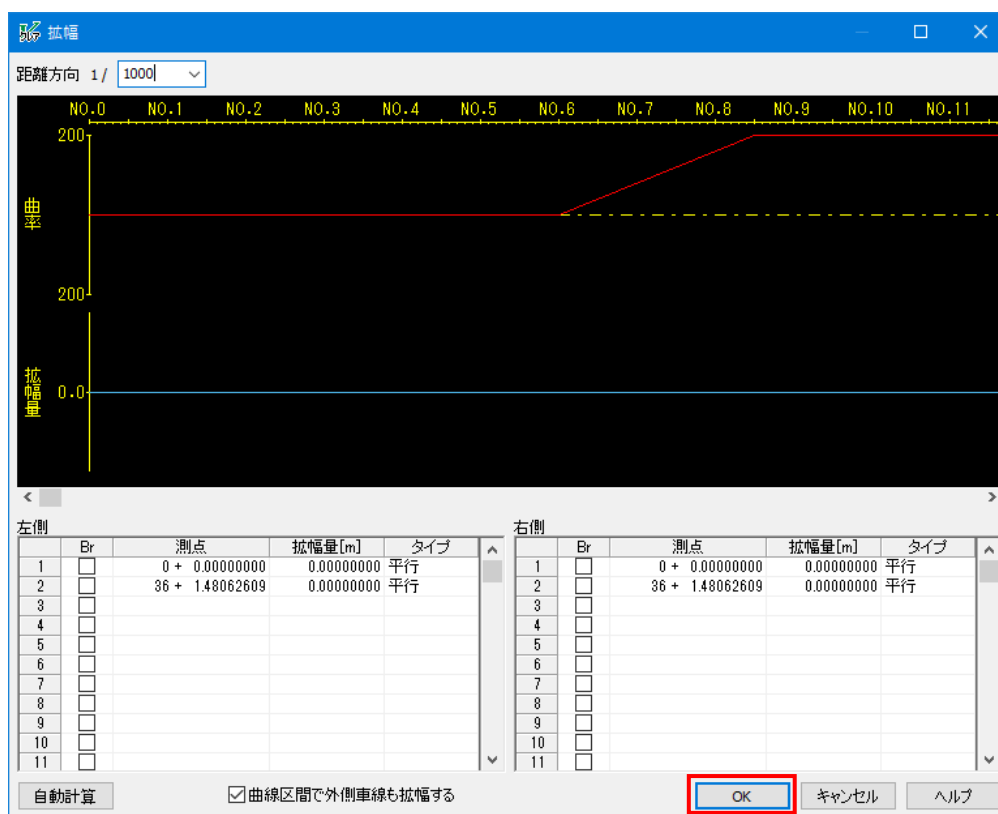 拡幅
距離方向 1/ 1000
NO.0 NO.1 NO.2 NO.3 NO.4 NO.5 NO.6 NO.7 NO.8 NO.9 NO.10 NO.11
200
曲率
200
拡幅量
0.0
左側
Br 測点 拡幅量[m] タイプ
1 0 + 0.00000000 0.00000000 平行
2 36 + 1.48062609 0.00000000 平行
3
4
5
6
7
8
9
10
11
右側
Br 測点 拡幅量[m] タイプ
1 0 + 0.00000000 0.00000000 平行
2 36 + 1.48062609 0.00000000 平行
3
4
5
6
7
8
9
10
11
自動計算 曲線区間で外側車線も拡幅する OK キャンセル ヘルプ